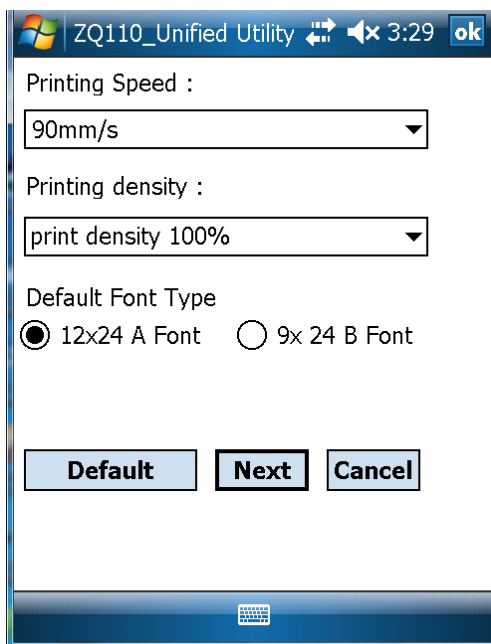 ZQ110_Unified Utility 3:29 ok
Printing Speed :
90mm/s
Printing density :
print density 100%
Default Font Type
12x24 A Font 9x 24 B Font
Default Next Cancel